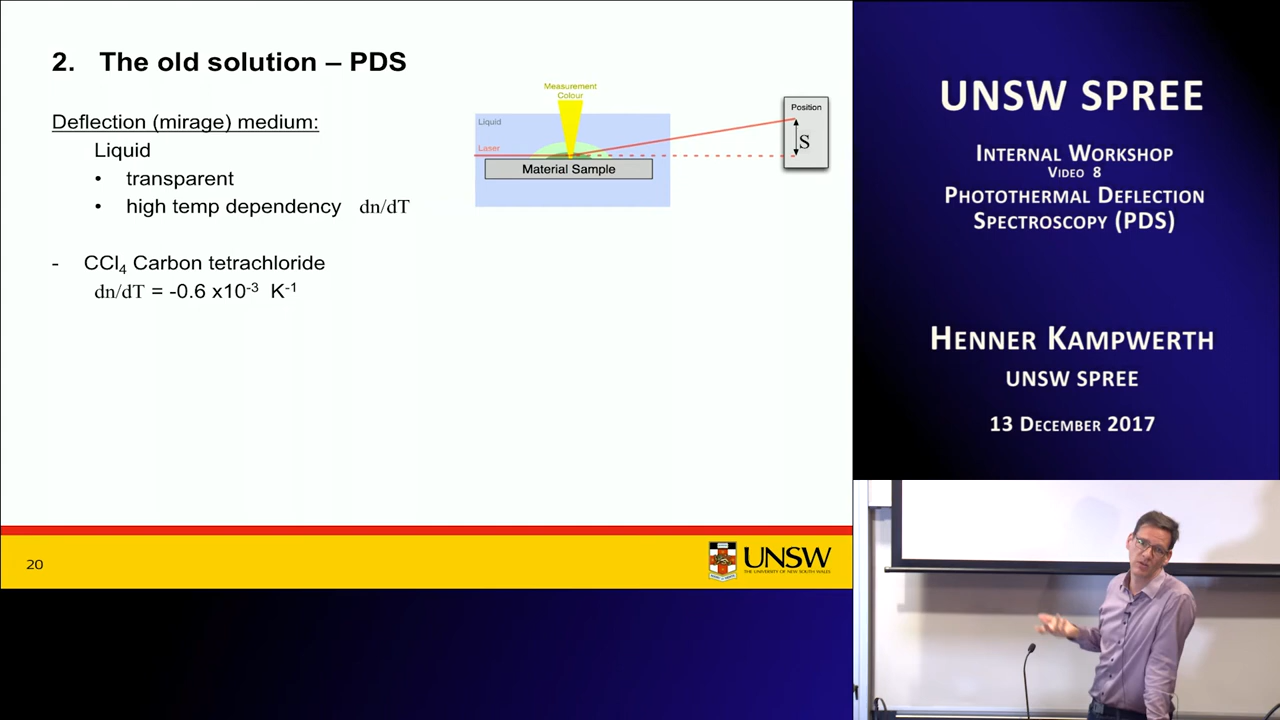 2. The old solution – PDS
Deflection (mirage) medium:
Liquid
• transparent
• high temp dependency dn/dT
- CCl₄ Carbon tetrachloride
dn/dT = -0.6 x10⁻³ K⁻¹
Measurement
Colour
Liquid
Laser
Material Sample
Position
S
20
UNSW
THE UNIVERSITY OF NEW SOUTH WALES
UNSW SPREE
INTERNAL WORKSHOP
VIDEO 8
PHOTOTHERMAL DEFLECTION
SPECTROSCOPY (PDS)
HENNER KAMPWERTH
UNSW SPREE
13 DECEMBER 2017